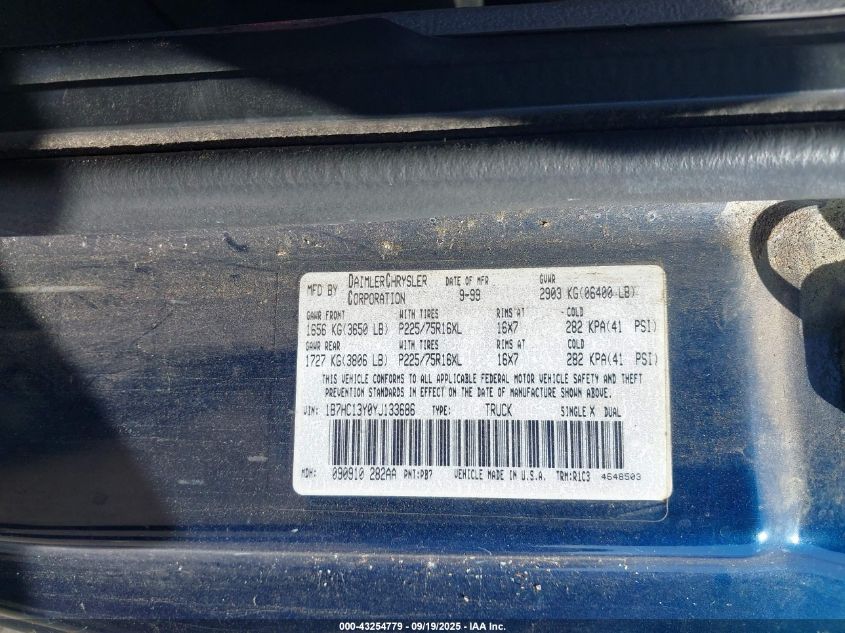 MFD BY DAIMLERCHRYSLER CORPORATION DATE OF MFR 9-99 GVWR 2903 KG(06400 LB)
GAWR FRONT WITH TIRES RIMS AT COLD
1656 KG(3650 LB) P225/75R16XL 16X7 282 KPA(41 PSI)
GAWR REAR WITH TIRES RIMS AT COLD
1727 KG(3806 LB) P225/75R16XL 16X7 282 KPA(41 PSI)
THIS VEHICLE CONFORMS TO ALL APPLICABLE FEDERAL MOTOR VEHICLE SAFETY AND THEFT
PREVENTION STANDARDS IN EFFECT ON THE DATE OF MANUFACTURE SHOWN ABOVE.
VIN: 1B7HC13Y0YJ133686 TYPE: TRUCK SINGLE X DUAL
MDH: 090910 282AA PNT:PB7 VEHICLE MADE IN U.S.A. TRM:R1C3 4648503
000-43254779 - 09/19/2025 - IAA Inc.